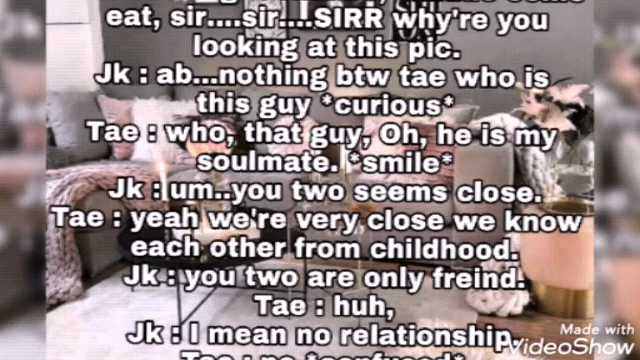 eat, sir....sir....SIRR why're you
looking at this pic.
Jk : ab...nothing btw tae who is
this guy *curious*
Tae : who, that guy, Oh, he is my
soulmate. *smile*
Jk : um..you two seems close.
Tae : yeah we're very close we know
each other from childhood.
Jk : you two are only freind.
Tae : huh,
Jk : I mean no relationship.
Made with
VideoShow